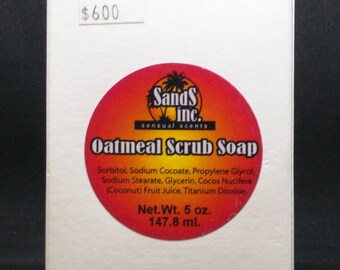 $600
SandS
inc.
sensual scents
Oatmeal Scrub Soap
Sorbitol, Sodium Cocoate, Propylene Glycol,
Sodium Stearate, Glycerin, Cocos Nucifera
(Coconut) Fruit Juice, Titanium Dioxide.
Net.Wt. 5 oz.
147.8 ml.